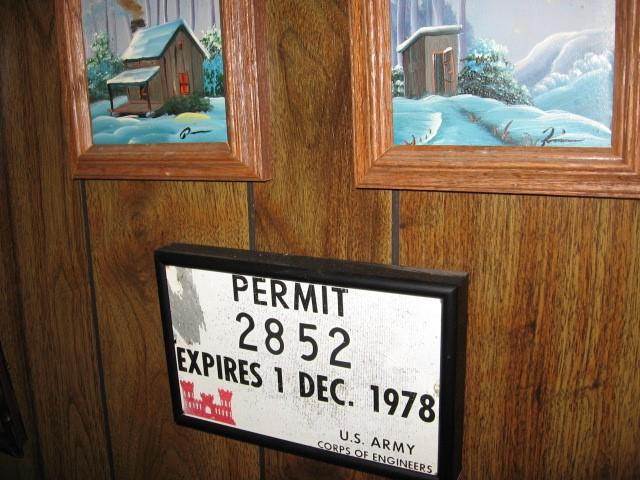 PERMIT
2852
EXPIRES 1 DEC. 1978
U.S. ARMY
CORPS OF ENGINEERS